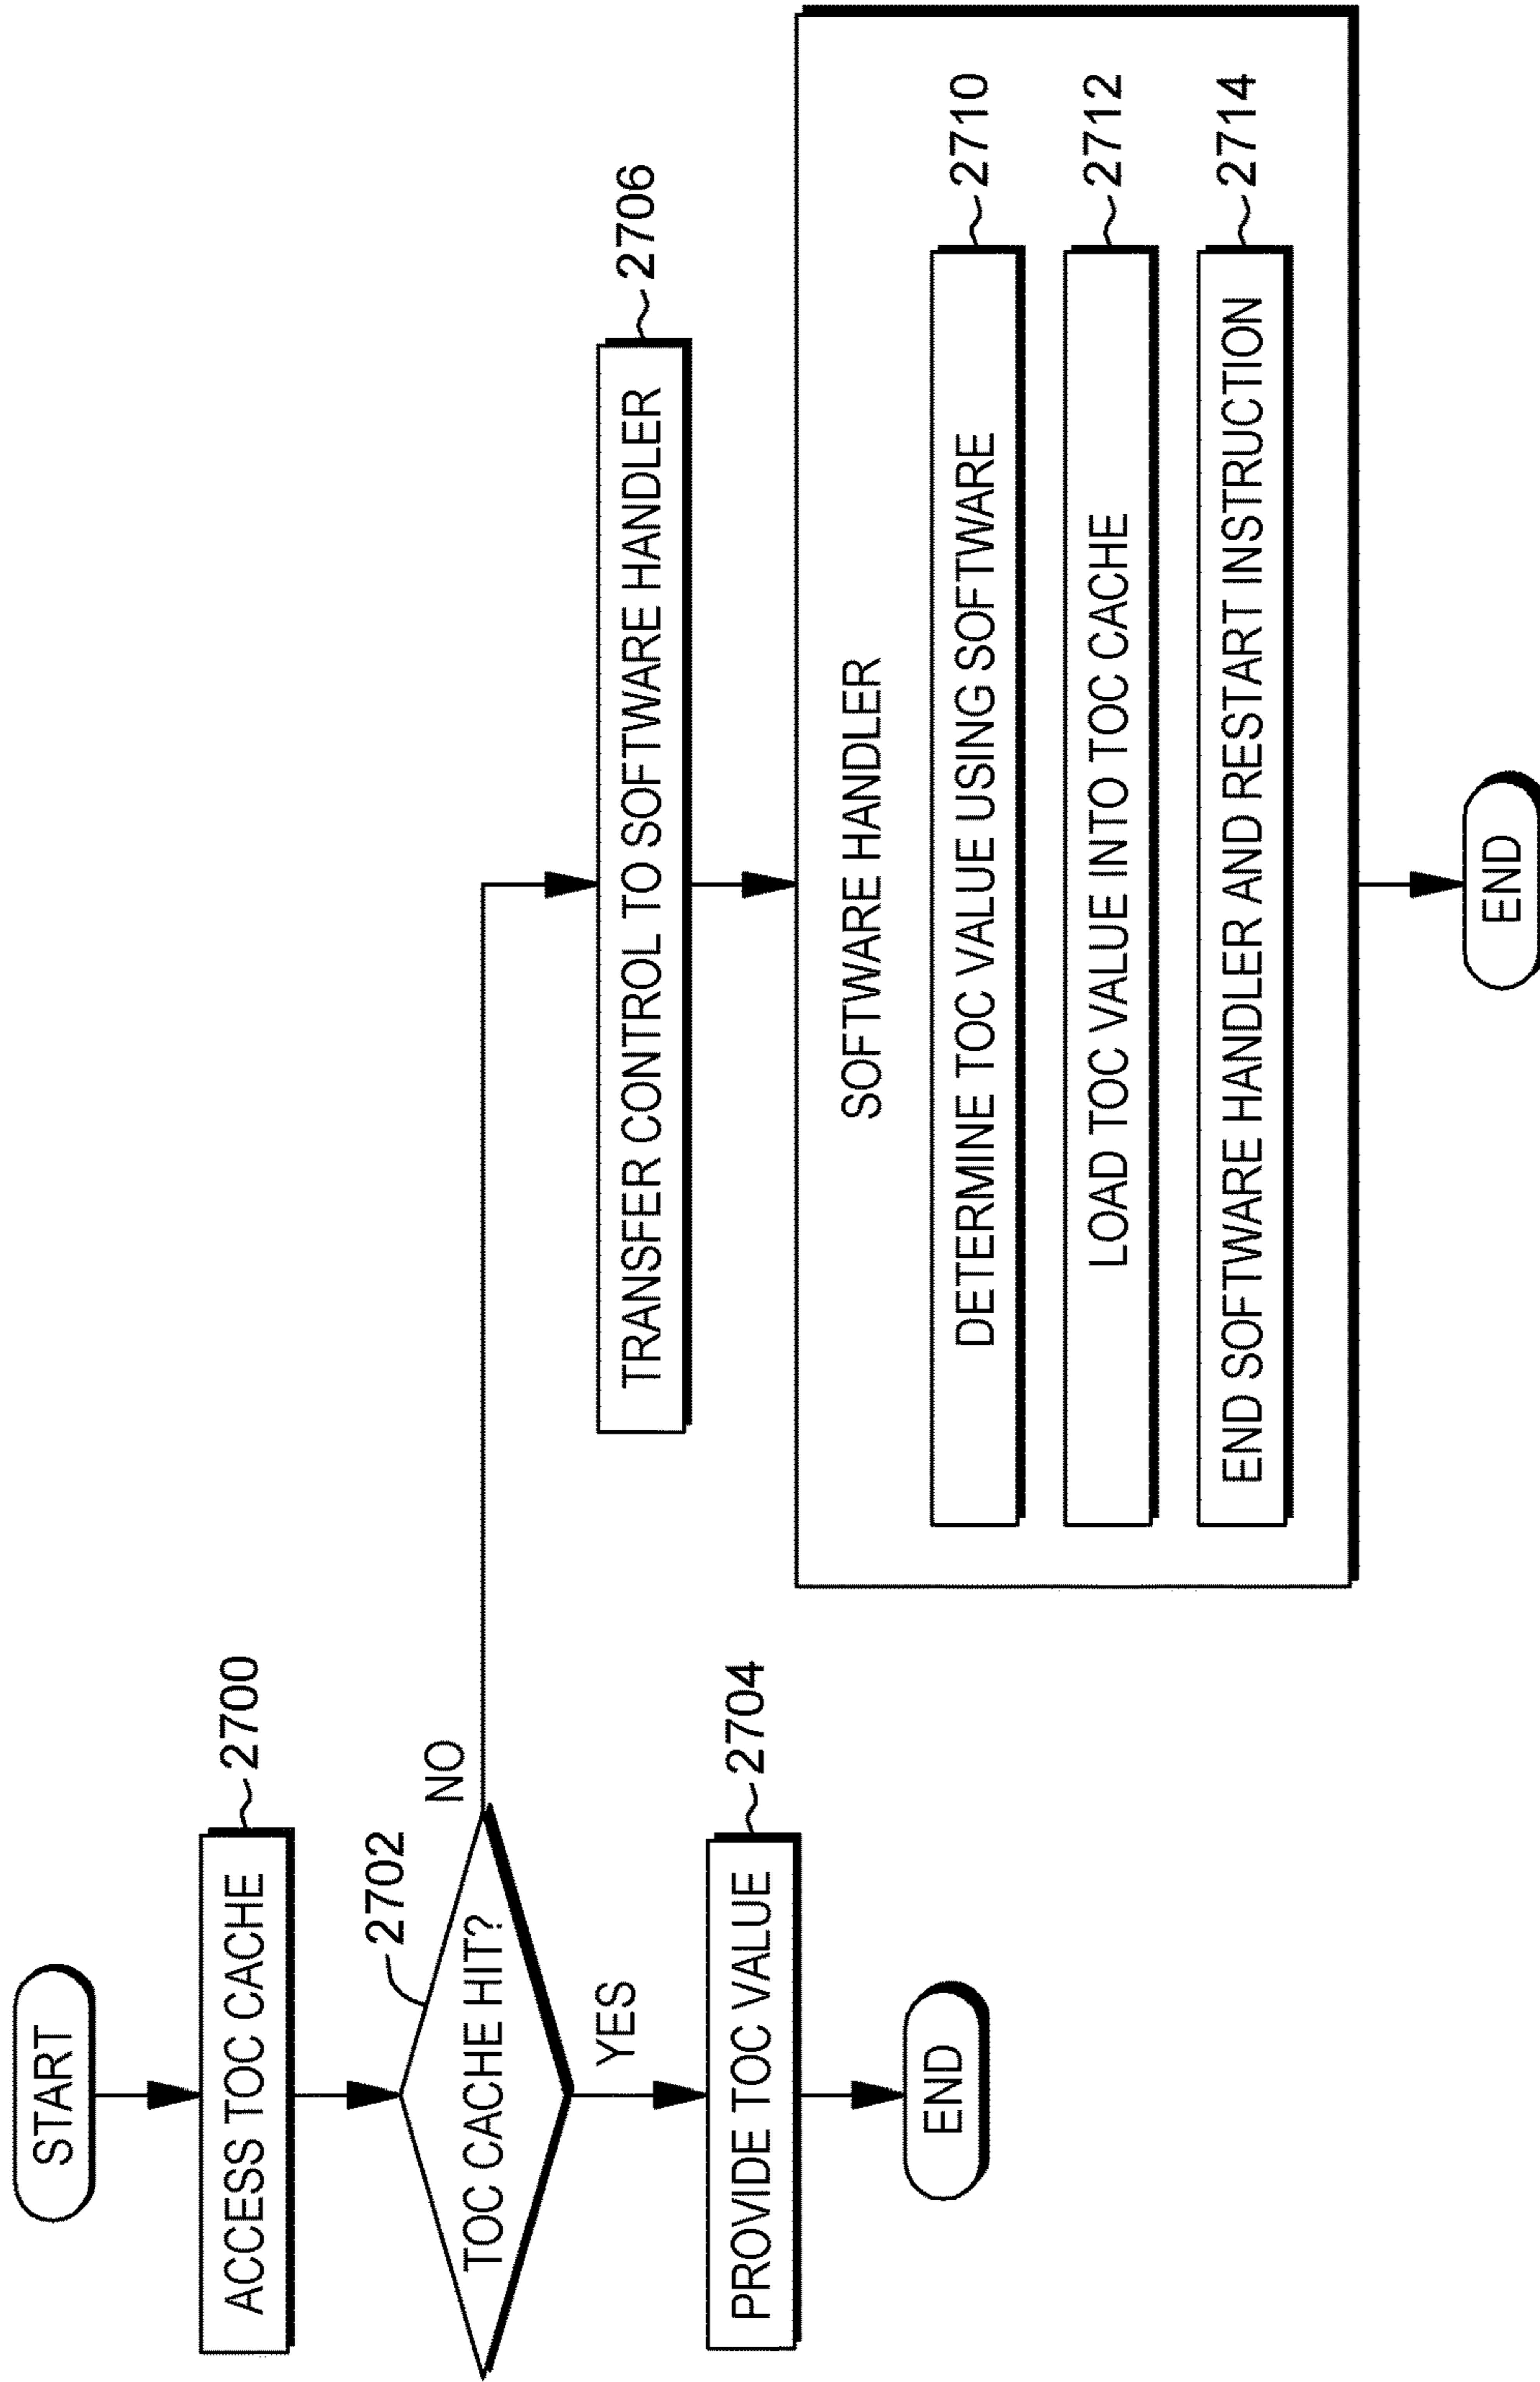 START
ACCESS TOC CACHE
2700
2702
TOC CACHE HIT?
NO
YES
PROVIDE TOC VALUE
2704
END
TRANSFER CONTROL TO SOFTWARE HANDLER
2706
SOFTWARE HANDLER
DETERMINE TOC VALUE USING SOFTWARE
2710
LOAD TOC VALUE INTO TOC CACHE
2712
END SOFTWARE HANDLER AND RESTART INSTRUCTION
2714
END